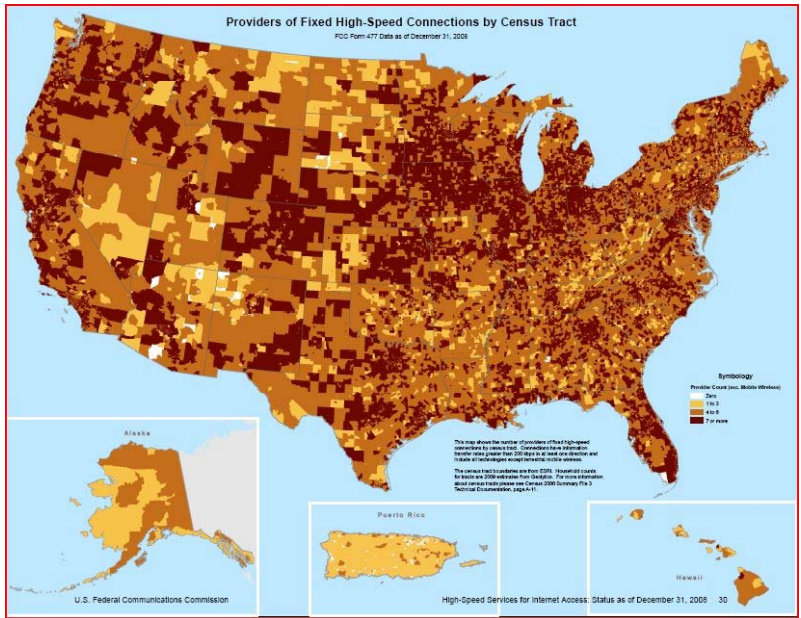 Providers of Fixed High-Speed Connections by Census Tract
FCC Form 477 Data as of December 31, 2008
Symbology
Provider Count (exc. Mobile Wireless)
Zero
1 to 3
4 to 6
7 or more
This map shows the number of providers of fixed high-speed
connections by census tract. Connections have information
transfer rates greater than 200 kbps in at least one direction and
include all technologies except terrestrial mobile wireless.
The census tract boundaries are from ESRI. Household counts
for tracts are 2009 estimates from Geolytics. For more information
about census tracts please see Census 2000 Summary File 3
Technical Documentation, page A-11.
Alaska
Puerto Rico
Hawaii
U.S. Federal Communications Commission
High-Speed Services for Internet Access: Status as of December 31, 2008 30